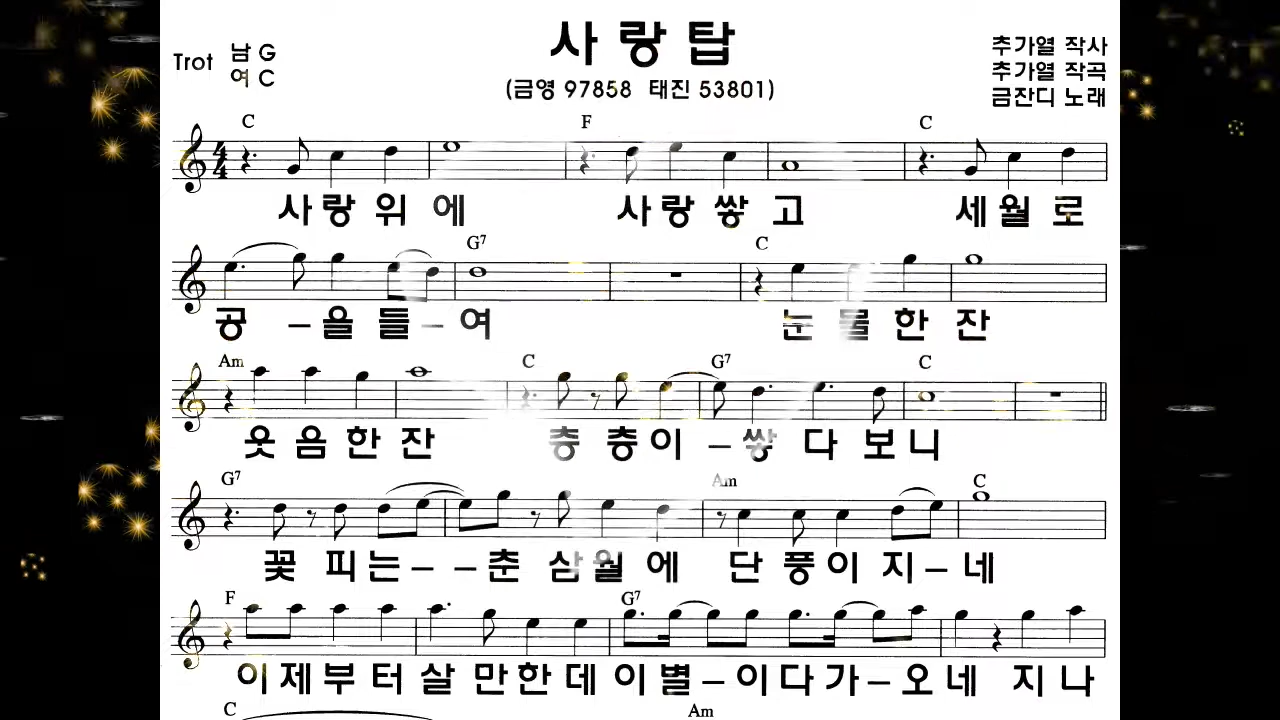 사랑탑
Trot 남 G
여 C
(금영 97858 태진 53801)
추가열 작사
추가열 작곡
금잔디 노래
C F C
4
4
사랑위에 사랑쌓고 세월로
G7 C
공 –을들–여 눈물한잔
Am C G7 C
웃음한잔 층층이–쌓다보니
G7 Am C
꽃피는––춘삼월에 단풍이지–네
F G7
이제부터살만한데이별–이다가–오네 지나
C Am